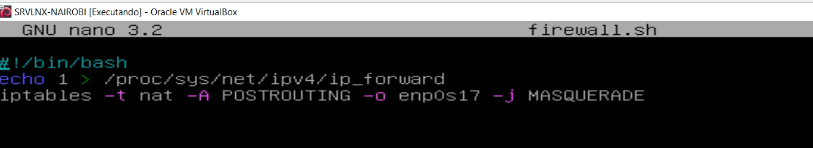 SRVLNX-NAIROBI [Executando] - Oracle VM VirtualBox
GNU nano 3.2 firewall.sh
#!/bin/bash
echo 1 > /proc/sys/net/ipv4/ip_forward
iptables -t nat -A POSTROUTING -o enp0s17 -j MASQUERADE